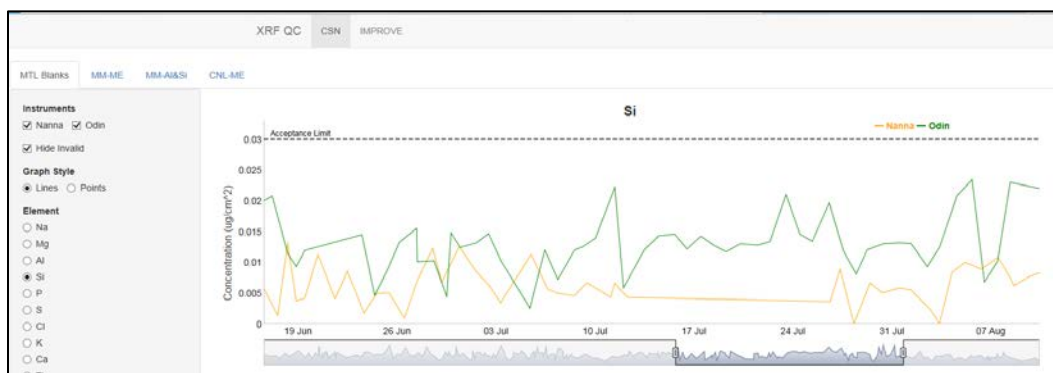 XRF QC CSN IMPROVE
MTL Blanks MM-ME MM-Al&Si CNL-ME
Instruments
Nanna Odin
Hide Invalid
Graph Style
Lines Points
Element
Na
Mg
Al
Si
P
S
Cl
K
Ca
Si
Acceptance Limit
Nanna Odin
Concentration (ug/cm^2)
0.03
0.025
0.02
0.015
0.01
0.005
0
19 Jun 26 Jun 03 Jul 10 Jul 17 Jul 24 Jul 31 Jul 07 Aug